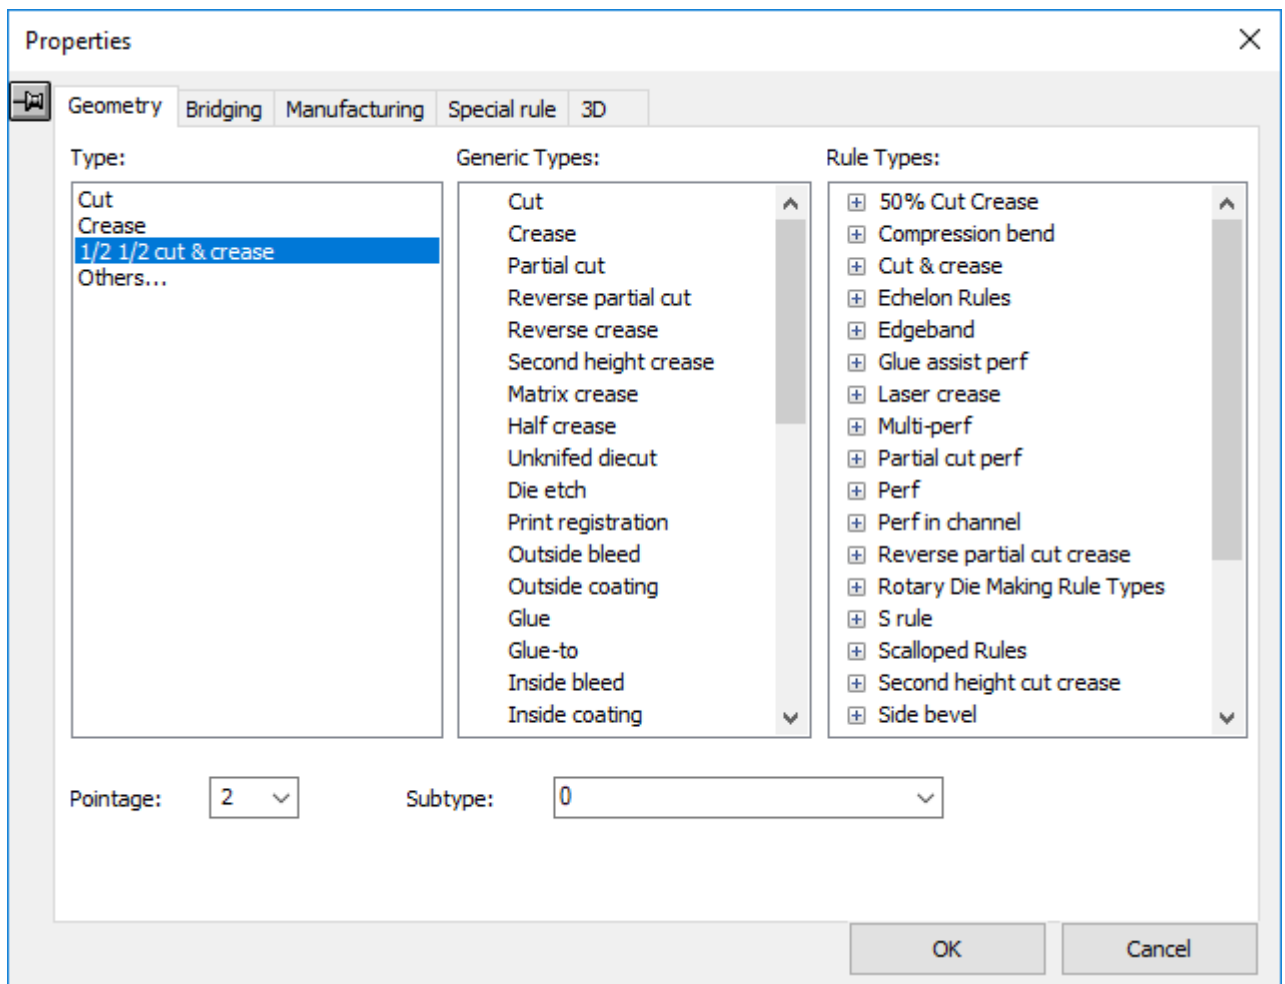 Properties
Geometry
Bridging
Manufacturing
Special rule
3D
Type:
Cut
Crease
1/2 1/2 cut & crease
Others...
Generic Types:
Cut
Crease
Partial cut
Reverse partial cut
Reverse crease
Second height crease
Matrix crease
Half crease
Unknifed diecut
Die etch
Print registration
Outside bleed
Outside coating
Glue
Glue-to
Inside bleed
Inside coating
Rule Types:
50% Cut Crease
Compression bend
Cut & crease
Echelon Rules
Edgeband
Glue assist perf
Laser crease
Multi-perf
Partial cut perf
Perf
Perf in channel
Reverse partial cut crease
Rotary Die Making Rule Types
S rule
Scalloped Rules
Second height cut crease
Side bevel
Pointage:
2
Subtype:
0
OK
Cancel